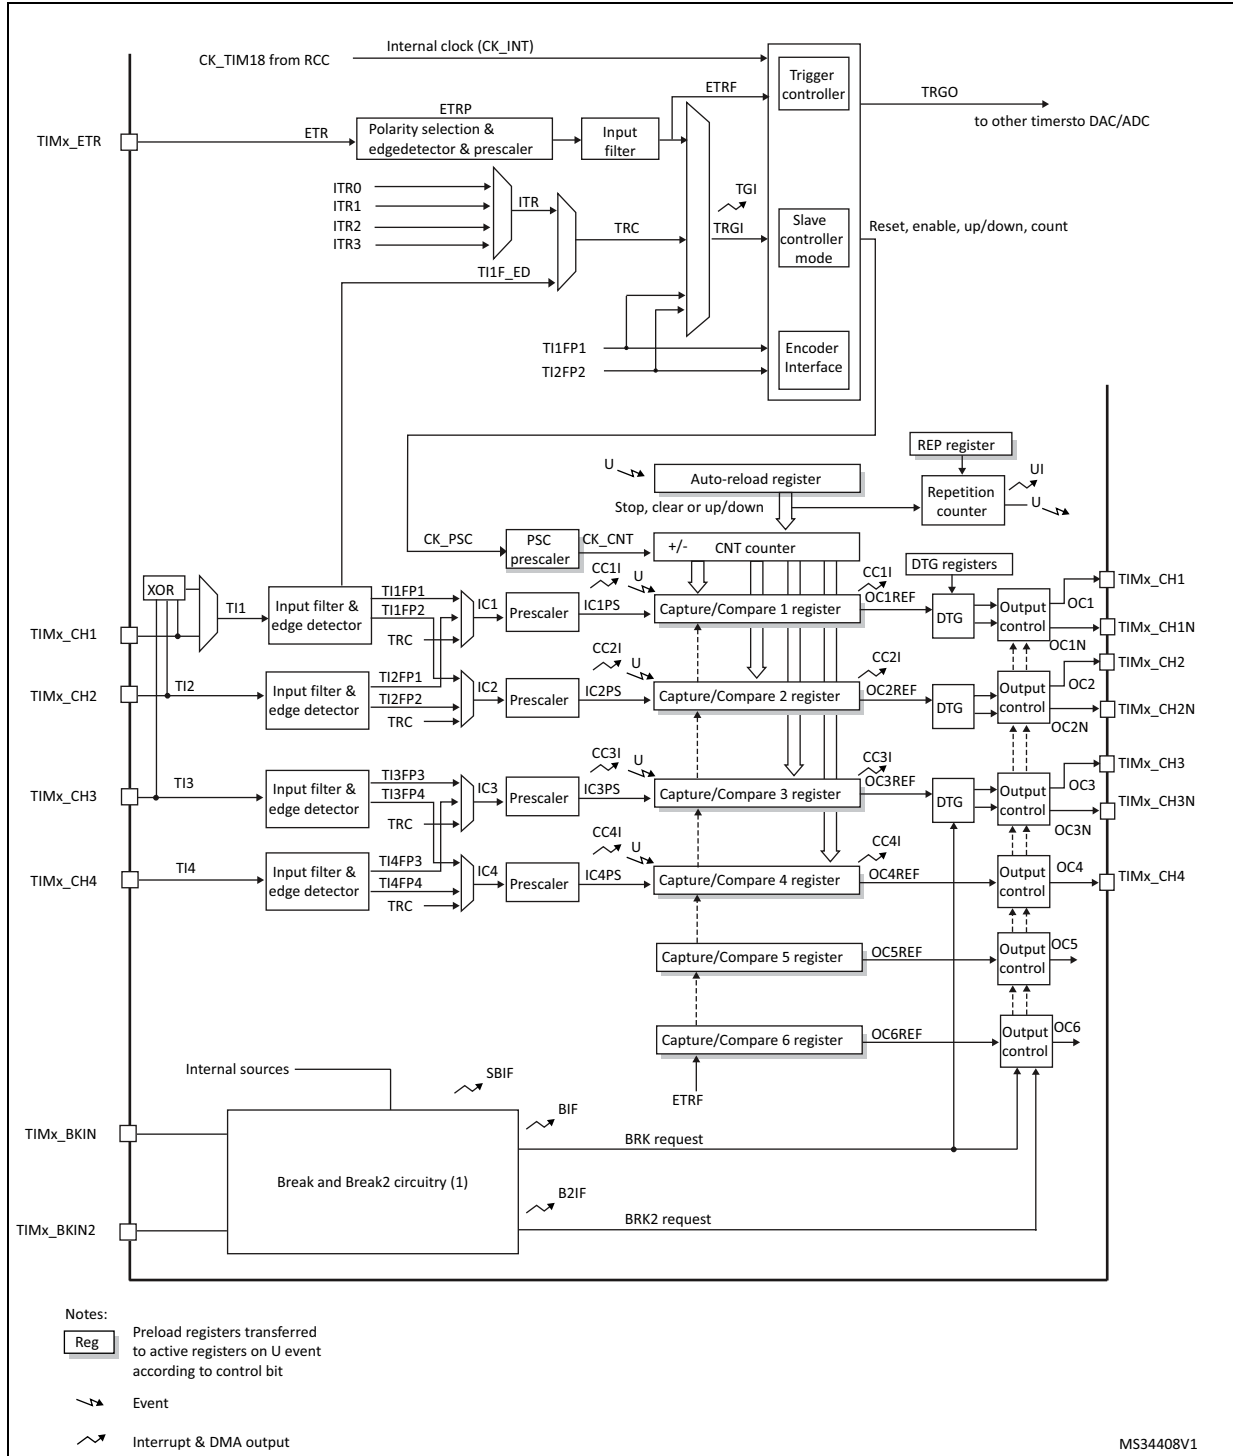 Internal clock (CK_INT)
CK_TIM18 from RCC
Trigger
controller
ETRF
TRGO
to other timersto DAC/ADC
ETRP
TIMx_ETR
ETR
Polarity selection &
edgedetector & prescaler
Input
filter
ITR0
ITR1
ITR2
ITR3
ITR
TRC
TI1F_ED
TGI
TRGI
Slave
controller
mode
Reset, enable, up/down, count
TI1FP1
TI2FP2
Encoder
Interface
REP register
U
Auto-reload register
Stop, clear or up/down
Repetition
counter
UI
U
CK_PSC
PSC
prescaler
CK_CNT
+/-
CNT counter
DTG registers
XOR
TI1
TIMx_CH1
Input filter &
edge detector
TI1FP1
TI1FP2
TRC
IC1
Prescaler
IC1PS
CC1I
U
Capture/Compare 1 register
CC1I
OC1REF
DTG
Output
control
OC1
TIMx_CH1
TIMx_CH1N
OC1N
TIMx_CH2
TI2
Input filter &
edge detector
TI2FP1
TI2FP2
TRC
IC2
Prescaler
IC2PS
CC2I
U
Capture/Compare 2 register
CC2I
OC2REF
DTG
Output
control
OC2
TIMx_CH2
TIMx_CH2N
OC2N
TIMx_CH3
TI3
Input filter &
edge detector
TI3FP3
TI3FP4
TRC
IC3
Prescaler
IC3PS
CC3I
U
Capture/Compare 3 register
CC3I
OC3REF
DTG
Output
control
OC3
TIMx_CH3
TIMx_CH3N
OC3N
TIMx_CH4
TI4
Input filter &
edge detector
TI4FP3
TI4FP4
TRC
IC4
Prescaler
IC4PS
CC4I
U
Capture/Compare 4 register
CC4I
OC4REF
Output
control
OC4
TIMx_CH4
Capture/Compare 5 register
OC5REF
Output
control
OC5
Capture/Compare 6 register
OC6REF
Output
control
OC6
ETRF
Internal sources
SBIF
TIMx_BKIN
BIF
BRK request
Break and Break2 circuitry (1)
B2IF
TIMx_BKIN2
BRK2 request
Notes:
Reg
Preload registers transferred
to active registers on U event
according to control bit
Event
Interrupt & DMA output
MS34408V1